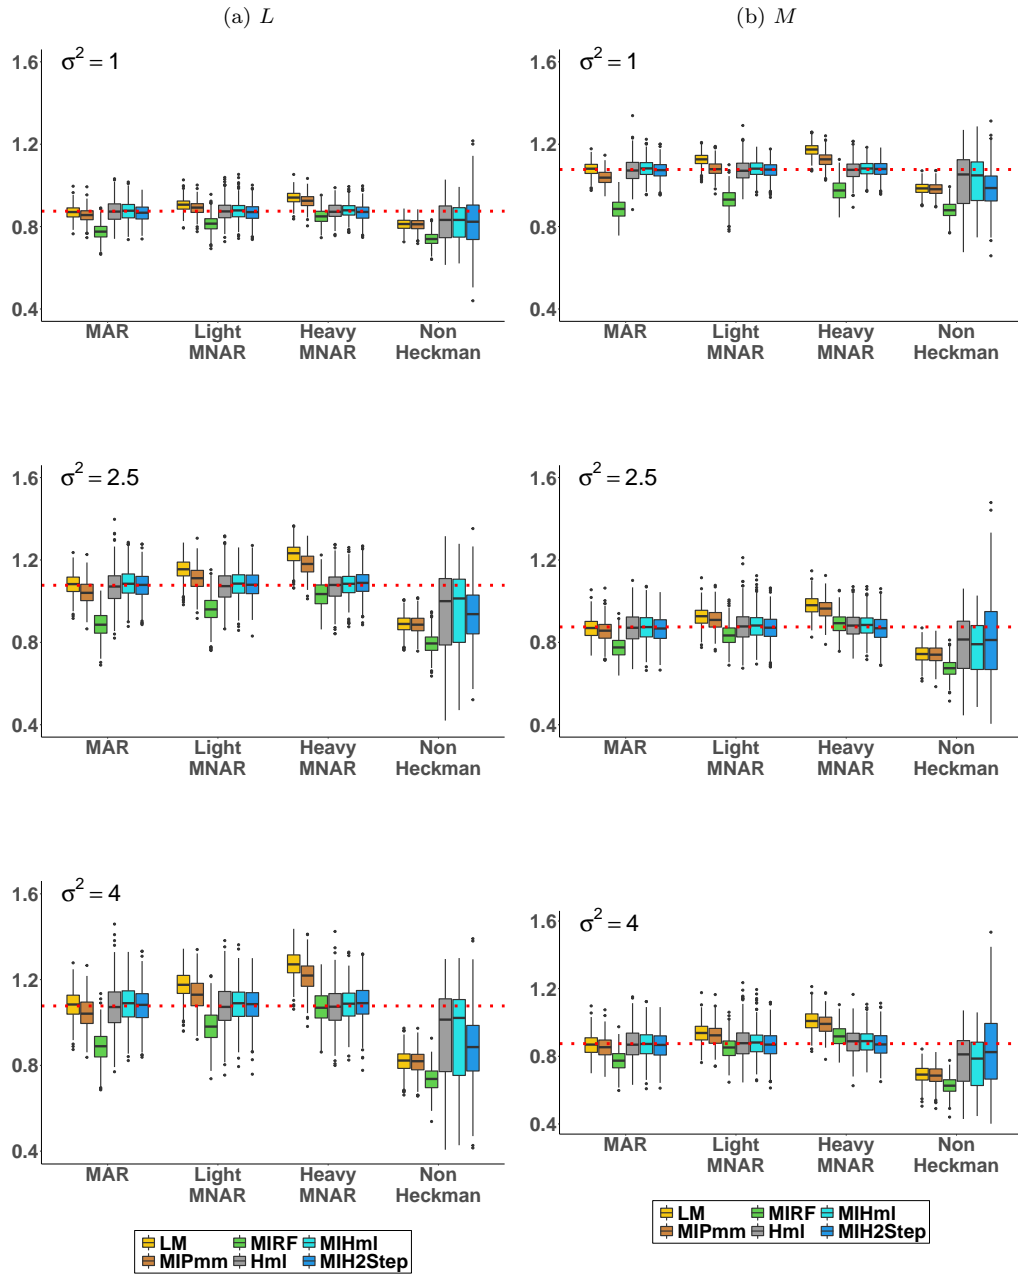 (a) L
(b) M
σ² = 1
1.6
1.2
0.8
0.4
MAR Light MNAR Heavy MNAR Non Heckman
σ² = 1
1.6
1.2
0.8
0.4
MAR Light MNAR Heavy MNAR Non Heckman
σ² = 2.5
1.6
1.2
0.8
0.4
MAR Light MNAR Heavy MNAR Non Heckman
σ² = 2.5
1.6
1.2
0.8
0.4
MAR Light MNAR Heavy MNAR Non Heckman
σ² = 4
1.6
1.2
0.8
0.4
MAR Light MNAR Heavy MNAR Non Heckman
σ² = 4
1.6
1.2
0.8
0.4
MAR Light MNAR Heavy MNAR Non Heckman
LM MIRF MIHml
MIPmm Hml MIH2Step
LM MIRF MIHml
MIPmm Hml MIH2Step